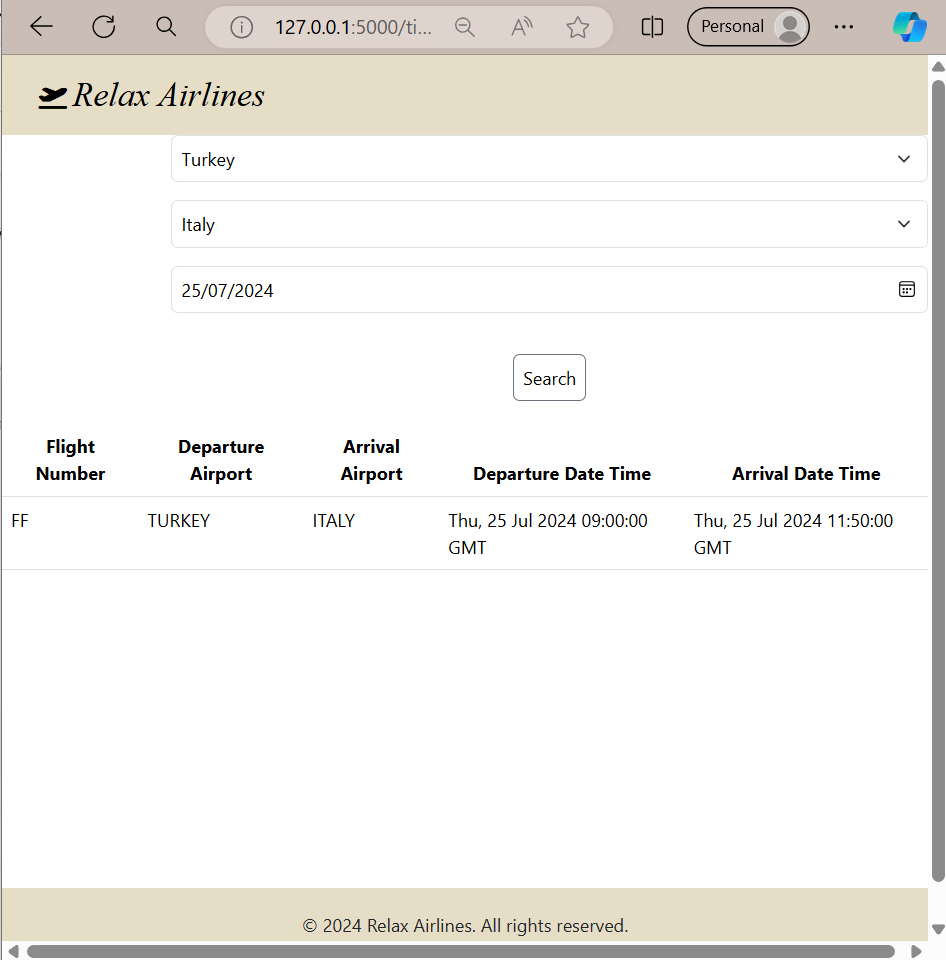 127.0.0.1:5000/ti...
Personal
Relax Airlines
Turkey
Italy
25/07/2024
Search
Flight Number Departure Airport Arrival Airport Departure Date Time Arrival Date Time
FF TURKEY ITALY Thu, 25 Jul 2024 09:00:00 GMT Thu, 25 Jul 2024 11:50:00 GMT
© 2024 Relax Airlines. All rights reserved.